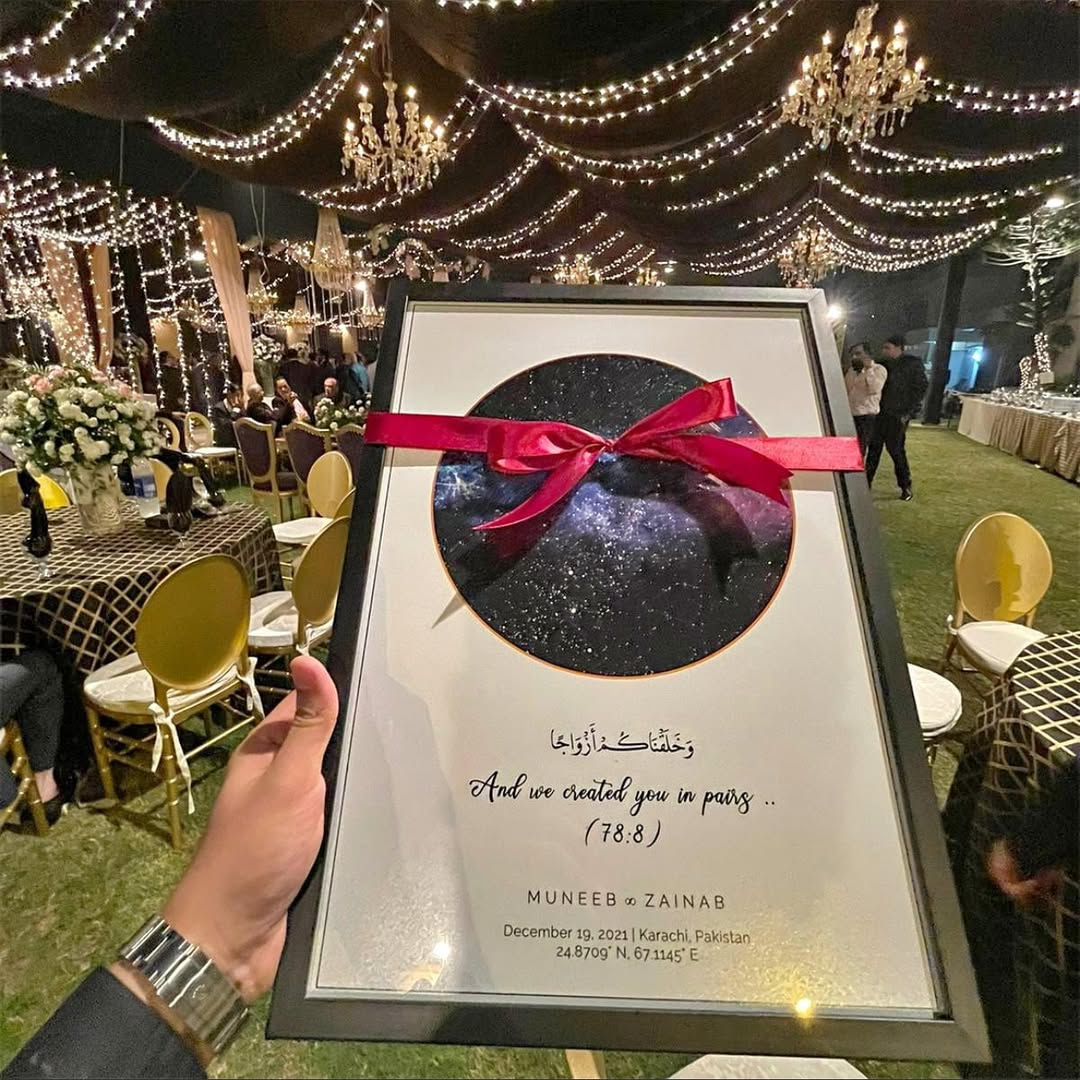 وَخَلَقْنَاكُمْ أَزْوَاجًا
And we created you in pairs ..
(78:8)
MUNEEB ∞ ZAINAB
December 19, 2021 | Karachi, Pakistan
24.8709° N, 67.1145° E